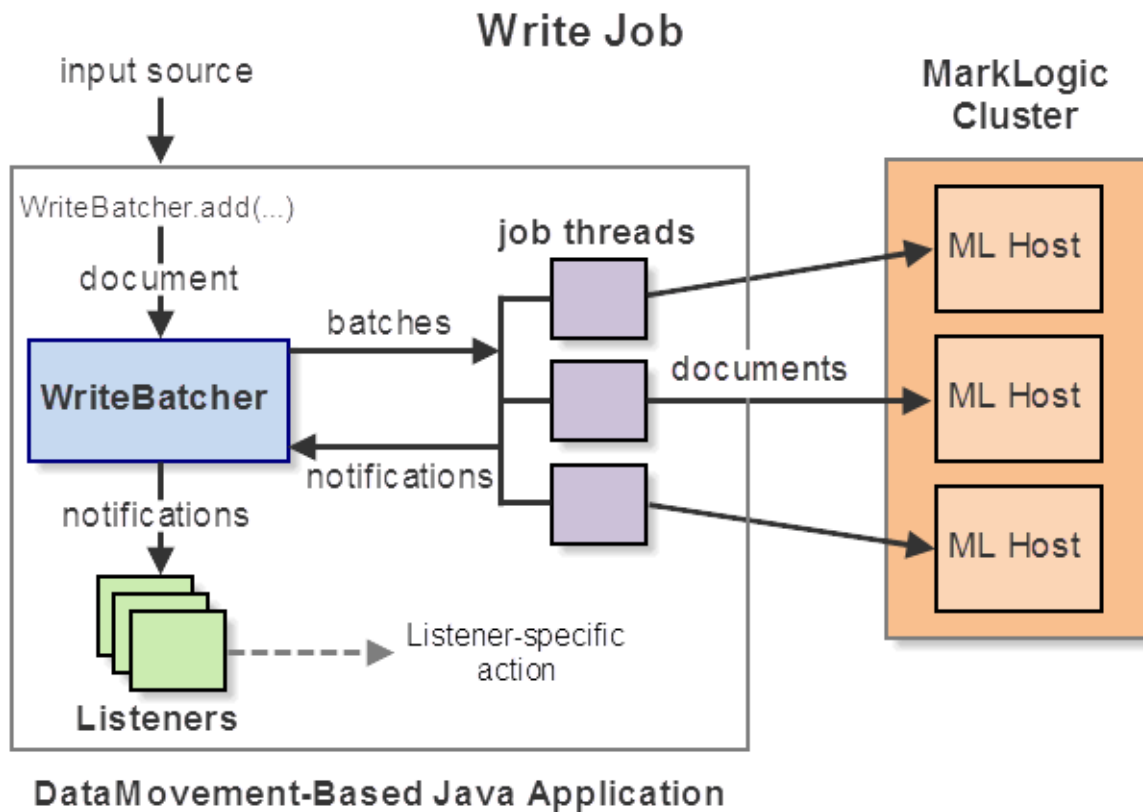 Write Job
input source
MarkLogic
Cluster
WriteBatcher.add(...)
document
job threads
ML Host
batches
documents
WriteBatcher
ML Host
notifications
notifications
ML Host
Listener-specific
action
Listeners
DataMovement-Based Java Application